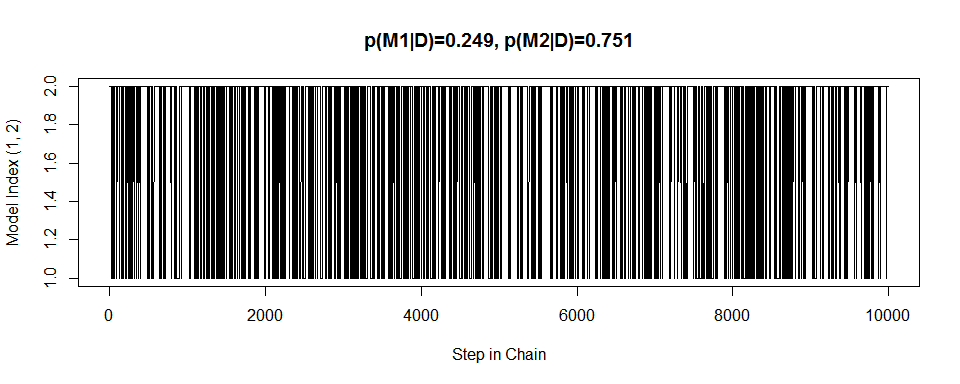 p(M1|D)=0.249, p(M2|D)=0.751
Model Index (1, 2)
2.0
1.8
1.6
1.4
1.2
1.0
0 2000 4000 6000 8000 10000
Step in Chain